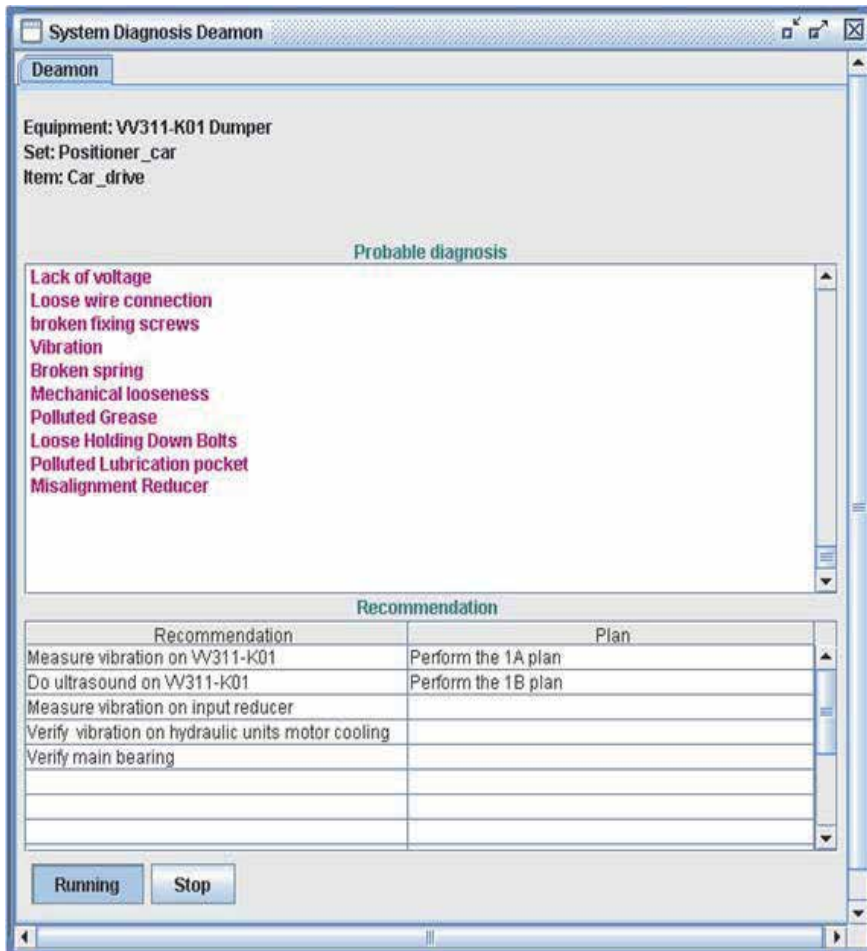 System Diagnosis Deamon
Deamon
Equipment: VV311-K01 Dumper
Set: Positioner_car
Item: Car_drive
Probable diagnosis
Lack of voltage
Loose wire connection
broken fixing screws
Vibration
Broken spring
Mechanical looseness
Polluted Grease
Loose Holding Down Bolts
Polluted Lubrication pocket
Misalignment Reducer
Recommendation
Recommendation Plan
Measure vibration on VV311-K01 Perform the 1A plan
Do ultrasound on VV311-K01 Perform the 1B plan
Measure vibration on input reducer
Verify vibration on hydraulic units motor cooling
Verify main bearing
Running Stop